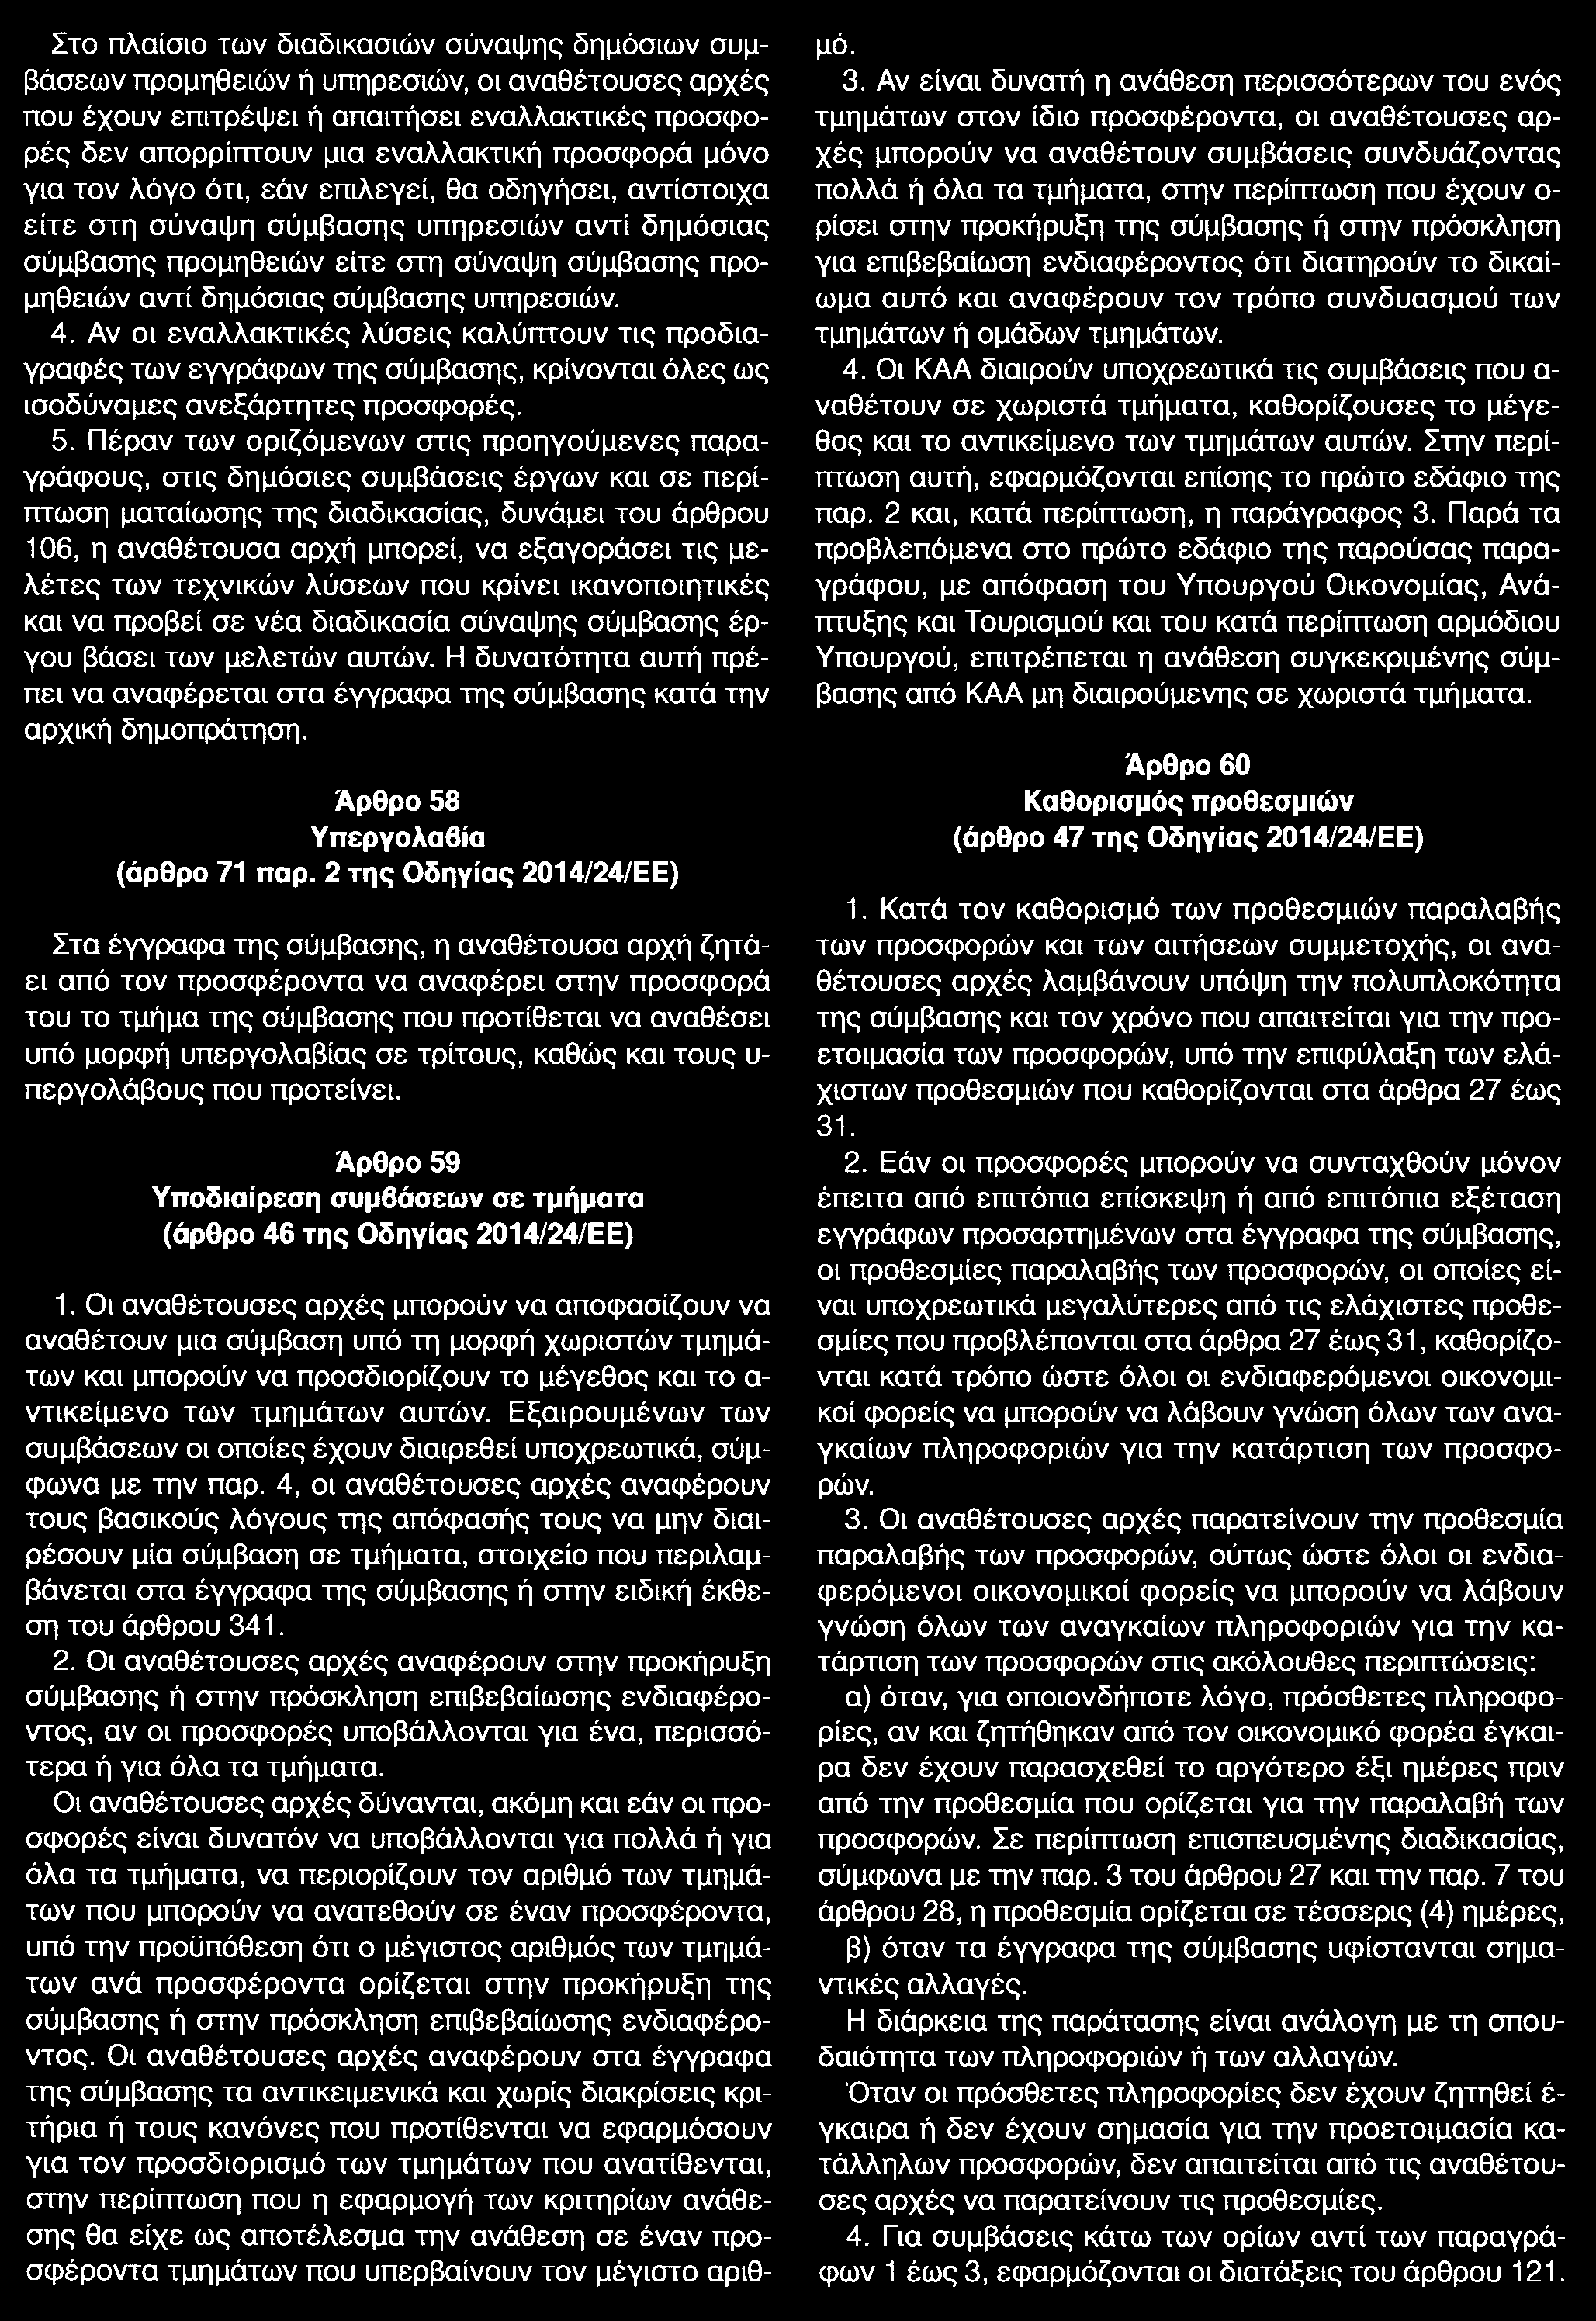 Στο πλαίσιο των διαδικασιών σύναψης δημόσιων συμ-
βάσεων προμηθειών ή υπηρεσιών, οι αναθέτουσες αρχές
που έχουν επιτρέψει ή απαιτήσει εναλλακτικές προσφο-
ρές δεν απορρίπτουν μια εναλλακτική προσφορά μόνο
για τον λόγο ότι, εάν επιλεγεί, θα οδηγήσει, αντίστοιχα
είτε στη σύναψη σύμβασης υπηρεσιών αντί δημόσιας
σύμβασης προμηθειών είτε στη σύναψη σύμβασης προ-
μηθειών αντί δημόσιας σύμβασης υπηρεσιών.
4. Αν οι εναλλακτικές λύσεις καλύπτουν τις προδια-
γραφές των εγγράφων της σύμβασης, κρίνονται όλες ως
ισοδύναμες ανεξάρτητες προσφορές.
5. Πέραν των οριζόμενων στις προηγούμενες παρα-
γράφους, στις δημόσιες συμβάσεις έργων και σε περί-
πτωση ματαίωσης της διαδικασίας, δυνάμει του άρθρου
106, η αναθέτουσα αρχή μπορεί, να εξαγοράσει τις με-
λέτες των τεχνικών λύσεων που κρίνει ικανοποιητικές
και να προβεί σε νέα διαδικασία σύναψης σύμβασης έρ-
γου βάσει των μελετών αυτών. Η δυνατότητα αυτή πρέ-
πει να αναφέρεται στα έγγραφα της σύμβασης κατά την
αρχική δημοπράτηση.
Άρθρο 58
Υπεργολαβία
(άρθρο 71 παρ. 2 της Οδηγίας 2014/24/ΕΕ)
Στα έγγραφα της σύμβασης, η αναθέτουσα αρχή ζητά-
ει από τον προσφέροντα να αναφέρει στην προσφορά
του το τμήμα της σύμβασης που προτίθεται να αναθέσει
υπό μορφή υπεργολαβίας σε τρίτους, καθώς και τους υ-
περγολάβους που προτείνει.
Άρθρο 59
Υποδιαίρεση συμβάσεων σε τμήματα
(άρθρο 46 της Οδηγίας 2014/24/ΕΕ)
1. Οι αναθέτουσες αρχές μπορούν να αποφασίζουν να
αναθέτουν μια σύμβαση υπό τη μορφή χωριστών τμημά-
των και μπορούν να προσδιορίζουν το μέγεθος και το α-
ντικείμενο των τμημάτων αυτών. Εξαιρουμένων των
συμβάσεων οι οποίες έχουν διαιρεθεί υποχρεωτικά, σύμ-
φωνα με την παρ. 4, οι αναθέτουσες αρχές αναφέρουν
τους βασικούς λόγους της απόφασής τους να μην διαι-
ρέσουν μία σύμβαση σε τμήματα, στοιχείο που περιλαμ-
βάνεται στα έγγραφα της σύμβασης ή στην ειδική έκθε-
ση του άρθρου 341.
2. Οι αναθέτουσες αρχές αναφέρουν στην προκήρυξη
σύμβασης ή στην πρόσκληση επιβεβαίωσης ενδιαφέρο-
ντος, αν οι προσφορές υποβάλλονται για ένα, περισσό-
τερα ή για όλα τα τμήματα.
Οι αναθέτουσες αρχές δύνανται, ακόμη και εάν οι προ-
σφορές είναι δυνατόν να υποβάλλονται για πολλά ή για
όλα τα τμήματα, να περιορίζουν τον αριθμό των τμημά-
των που μπορούν να ανατεθούν σε έναν προσφέροντα,
υπό την προϋπόθεση ότι ο μέγιστος αριθμός των τμημά-
των ανά προσφέροντα ορίζεται στην προκήρυξη της
σύμβασης ή στην πρόσκληση επιβεβαίωσης ενδιαφέρο-
ντος. Οι αναθέτουσες αρχές αναφέρουν στα έγγραφα
της σύμβασης τα αντικειμενικά και χωρίς διακρίσεις κρι-
τήρια ή τους κανόνες που προτίθενται να εφαρμόσουν
για τον προσδιορισμό των τμημάτων που ανατίθενται,
στην περίπτωση που η εφαρμογή των κριτηρίων ανάθε-
σης θα είχε ως αποτέλεσμα την ανάθεση σε έναν προ-
σφέροντα τμημάτων που υπερβαίνουν τον μέγιστο αριθ-
μό.
3. Αν είναι δυνατή η ανάθεση περισσότερων του ενός
τμημάτων στον ίδιο προσφέροντα, οι αναθέτουσες αρ-
χές μπορούν να αναθέτουν συμβάσεις συνδυάζοντας
πολλά ή όλα τα τμήματα, στην περίπτωση που έχουν ο-
ρίσει στην προκήρυξη της σύμβασης ή στην πρόσκληση
για επιβεβαίωση ενδιαφέροντος ότι διατηρούν το δικαί-
ωμα αυτό και αναφέρουν τον τρόπο συνδυασμού των
τμημάτων ή ομάδων τμημάτων.
4. Οι ΚΑΑ διαιρούν υποχρεωτικά τις συμβάσεις που α-
ναθέτουν σε χωριστά τμήματα, καθορίζουσες το μέγε-
θος και το αντικείμενο των τμημάτων αυτών. Στην περί-
πτωση αυτή, εφαρμόζονται επίσης το πρώτο εδάφιο της
παρ. 2 και, κατά περίπτωση, η παράγραφος 3. Παρά τα
προβλεπόμενα στο πρώτο εδάφιο της παρούσας παρα-
γράφου, με απόφαση του Υπουργού Οικονομίας, Ανά-
πτυξης και Τουρισμού και του κατά περίπτωση αρμόδιου
Υπουργού, επιτρέπεται η ανάθεση συγκεκριμένης σύμ-
βασης από ΚΑΑ μη διαιρούμενης σε χωριστά τμήματα.
Άρθρο 60
Καθορισμός προθεσμιών
(άρθρο 47 της Οδηγίας 2014/24/ΕΕ)
1. Κατά τον καθορισμό των προθεσμιών παραλαβής
των προσφορών και των αιτήσεων συμμετοχής, οι ανα-
θέτουσες αρχές λαμβάνουν υπόψη την πολυπλοκότητα
της σύμβασης και τον χρόνο που απαιτείται για την προ-
ετοιμασία των προσφορών, υπό την επιφύλαξη των ελά-
χιστων προθεσμιών που καθορίζονται στα άρθρα 27 έως
31.
2. Εάν οι προσφορές μπορούν να συνταχθούν μόνον
έπειτα από επιτόπια επίσκεψη ή από επιτόπια εξέταση
εγγράφων προσαρτημένων στα έγγραφα της σύμβασης,
οι προθεσμίες παραλαβής των προσφορών, οι οποίες εί-
ναι υποχρεωτικά μεγαλύτερες από τις ελάχιστες προθε-
σμίες που προβλέπονται στα άρθρα 27 έως 31, καθορίζο-
νται κατά τρόπο ώστε όλοι οι ενδιαφερόμενοι οικονομι-
κοί φορείς να μπορούν να λάβουν γνώση όλων των ανα-
γκαίων πληροφοριών για την κατάρτιση των προσφο-
ρών.
3. Οι αναθέτουσες αρχές παρατείνουν την προθεσμία
παραλαβής των προσφορών, ούτως ώστε όλοι οι ενδια-
φερόμενοι οικονομικοί φορείς να μπορούν να λάβουν
γνώση όλων των αναγκαίων πληροφοριών για την κα-
τάρτιση των προσφορών στις ακόλουθες περιπτώσεις:
α) όταν, για οποιονδήποτε λόγο, πρόσθετες πληροφο-
ρίες, αν και ζητήθηκαν από τον οικονομικό φορέα έγκαι-
ρα δεν έχουν παρασχεθεί το αργότερο έξι ημέρες πριν
από την προθεσμία που ορίζεται για την παραλαβή των
προσφορών. Σε περίπτωση επισπευσμένης διαδικασίας,
σύμφωνα με την παρ. 3 του άρθρου 27 και την παρ. 7 του
άρθρου 28, η προθεσμία ορίζεται σε τέσσερις (4) ημέρες,
β) όταν τα έγγραφα της σύμβασης υφίστανται σημα-
ντικές αλλαγές.
Η διάρκεια της παράτασης είναι ανάλογη με τη σπου-
δαιότητα των πληροφοριών ή των αλλαγών.
Όταν οι πρόσθετες πληροφορίες δεν έχουν ζητηθεί έ-
γκαιρα ή δεν έχουν σημασία για την προετοιμασία κα-
τάλληλων προσφορών, δεν απαιτείται από τις αναθέτου-
σες αρχές να παρατείνουν τις προθεσμίες.
4. Για συμβάσεις κάτω των ορίων αντί των παραγρά-
φων 1 έως 3, εφαρμόζονται οι διατάξεις του άρθρου 121.